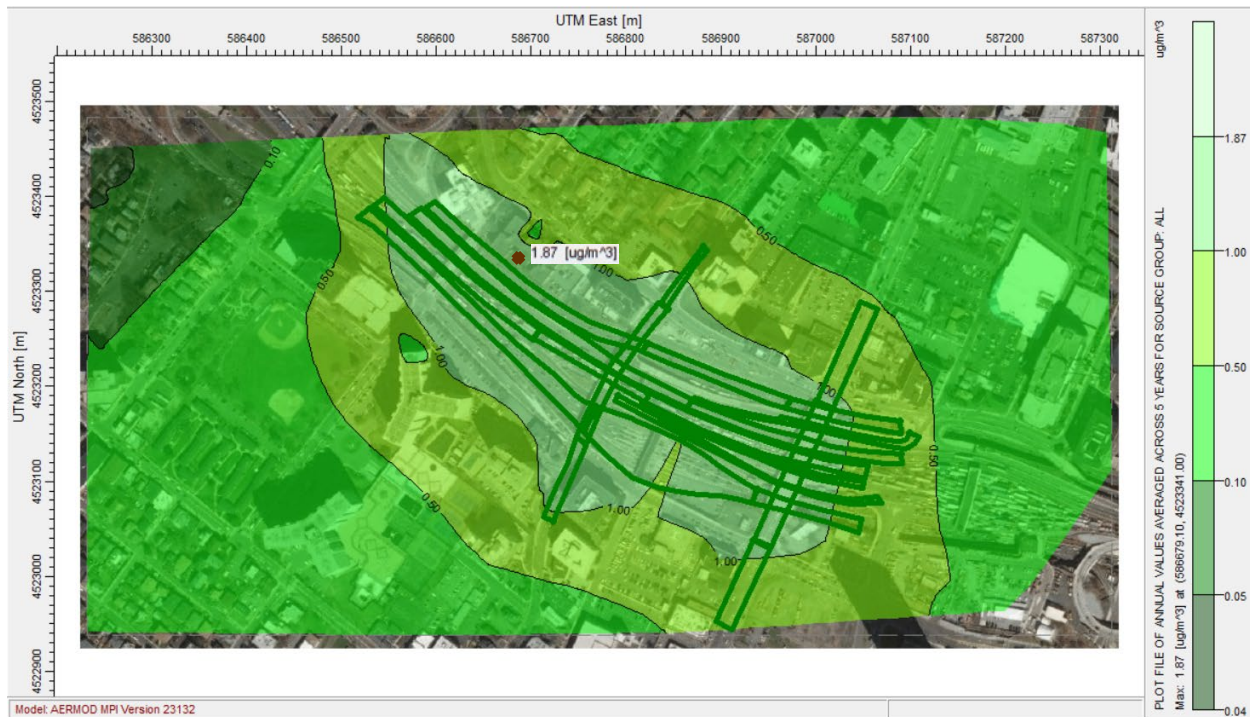 UTM East [m]
586300 586400 586500 586600 586700 586800 586900 587000 587100 587200 587300
UTM North [m]
4523500
4523400
4523300
4523200
4523100
4523000
4522900
0.10
0.50
1.87 [ug/m^3]
1.00
0.50
1.00
1.00
0.50
0.50
1.00
1.00
ug/m^3
1.87
1.00
0.50
0.10
0.05
0.04
PLOT FILE OF ANNUAL VALUES AVERAGED ACROSS 5 YEARS FOR SOURCE GROUP: ALL
Max: 1.87 [ug/m^3] at (586679.10, 4523341.00)
Model: AERMOD MPI Version 23132